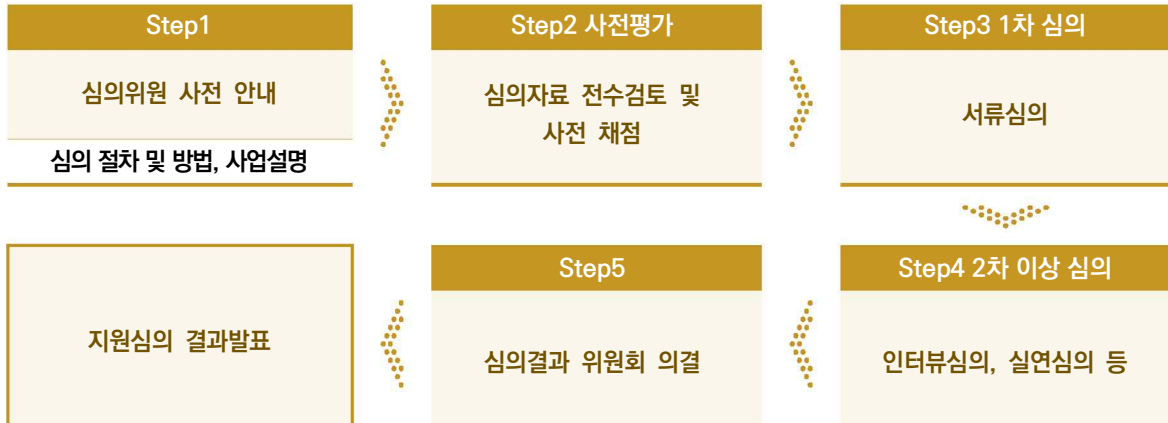 Step1
심의위원 사전 안내
심의 절차 및 방법, 사업설명
Step2 사전평가
심의자료 전수검토 및
사전 채점
Step3 1차 심의
서류심의
Step4 2차 이상 심의
인터뷰심의, 실연심의 등
Step5
심의결과 위원회 의결
지원심의 결과발표